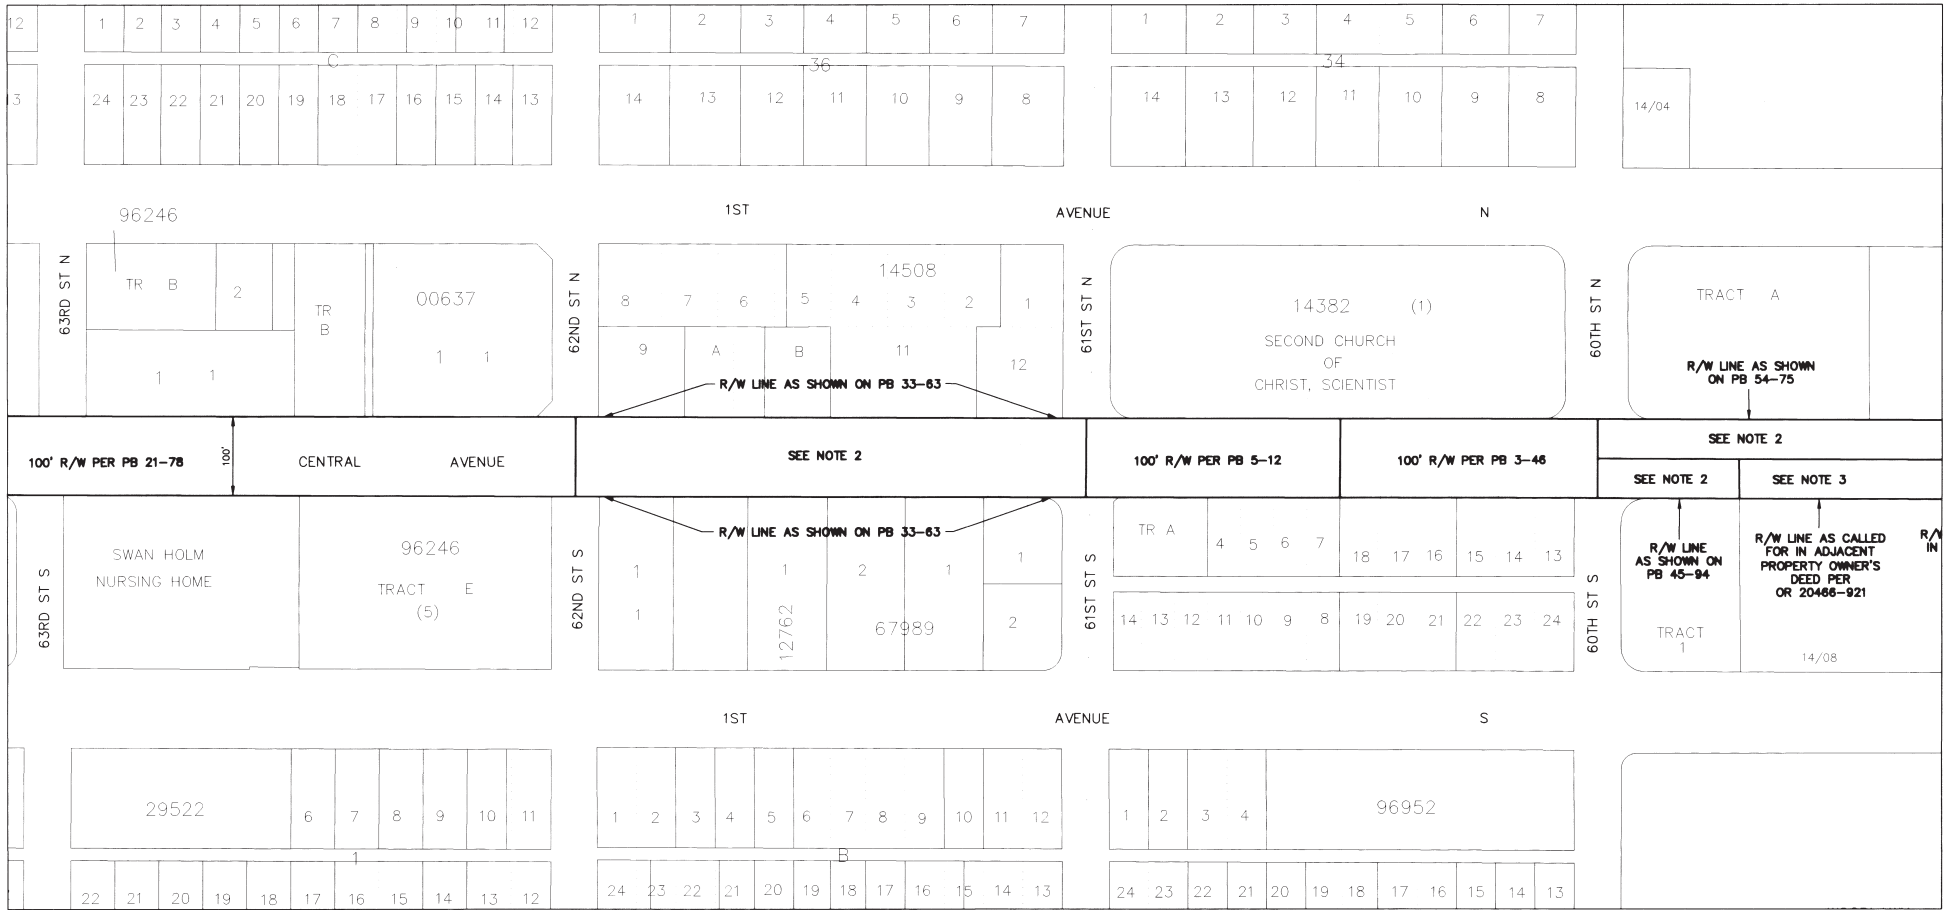 12 1 2 3 4 5 6 7 8 9 10 11 12 1 2 3 4 5 6 7 1 2 3 4 5 6 7
C 36 34
13 24 23 22 21 20 19 18 17 16 15 14 13 14 13 12 11 10 9 8 14 13 12 11 10 9 8 14/04
1ST AVENUE N
96246
63RD ST N
TR B
2
TR
B
00637
1 1
1 1
62ND ST N
14508
8 7 6 5 4 3 2 1
9 A B 11 12
61ST ST N
14382 (1)
SECOND CHURCH
OF
CHRIST, SCIENTIST
60TH ST N
TRACT A
R/W LINE AS SHOWN
ON PB 54-75
R/W LINE AS SHOWN ON PB 33-63
100' R/W PER PB 21-78
100'
CENTRAL AVENUE
SEE NOTE 2
100' R/W PER PB 5-12
100' R/W PER PB 3-46
SEE NOTE 2
SEE NOTE 2
SEE NOTE 3
R/W LINE AS SHOWN ON PB 33-63
63RD ST S
SWAN HOLM
NURSING HOME
96246
TRACT E
(5)
62ND ST S
1
1
1
12762
2
1
67989
1
2
61ST ST S
TR A
4 5 6 7 18 17 16 15 14 13
14 13 12 11 10 9 8 19 20 21 22 23 24
60TH ST S
R/W LINE
AS SHOWN ON
PB 45-94
TRACT
1
R/W LINE AS CALLED
FOR IN ADJACENT
PROPERTY OWNER'S
DEED PER
OR 20466-921
14/08
R/W
IN
1ST AVENUE S
29522
6 7 8 9 10 11 1 2 3 4 5 6 7 8 9 10 11 12 1 2 3 4
96952
1 B
22 21 20 19 18 17 16 15 14 13 12 24 23 22 21 20 19 18 17 16 15 14 13 24 23 22 21 20 19 18 17 16 15 14 13